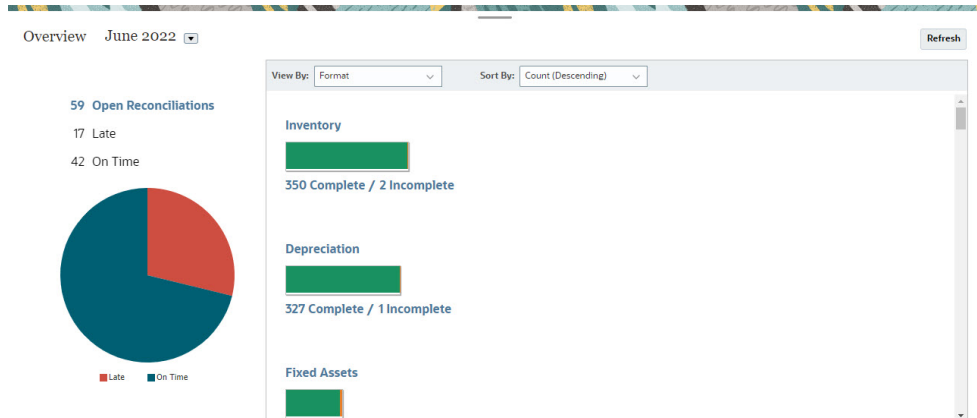 Overview June 2022
Refresh
View By: Format Sort By: Count (Descending)
59 Open Reconciliations
17 Late
42 On Time
Late On Time
Inventory
350 Complete / 2 Incomplete
Depreciation
327 Complete / 1 Incomplete
Fixed Assets